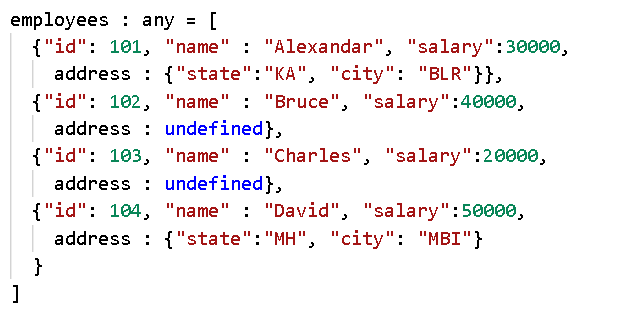 employees : any = [
{"id": 101, "name" : "Alexandar", "salary":30000,
address : {"state":"KA", "city": "BLR"}},
{"id": 102, "name" : "Bruce", "salary":40000,
address : undefined},
{"id": 103, "name" : "Charles", "salary":20000,
address : undefined},
{"id": 104, "name" : "David", "salary":50000,
address : {"state":"MH", "city": "MBI"}
}
]